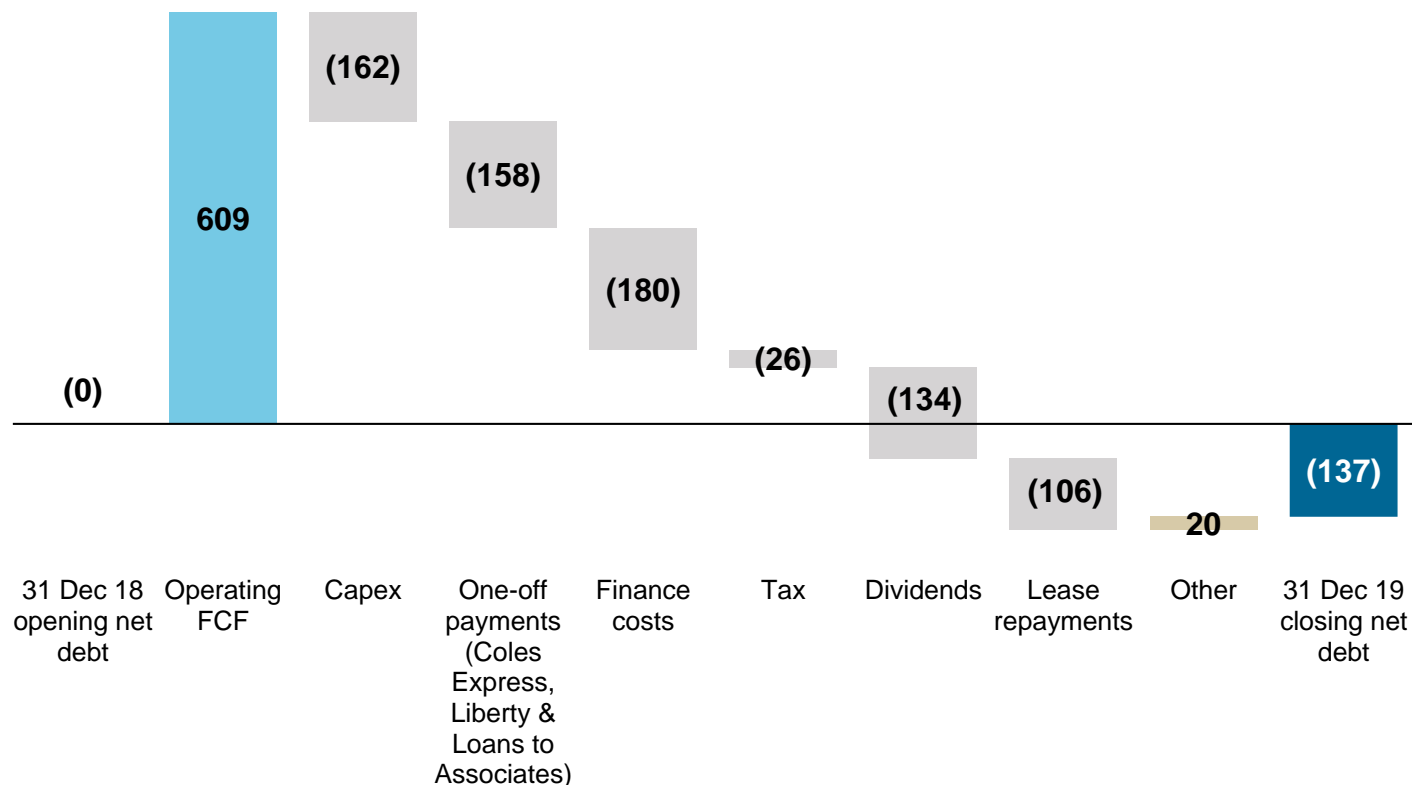 (0)
609
(162)
(158)
(180)
(26)
(134)
(106)
20
(137)
31 Dec 18
opening net
debt
Operating
FCF
Capex
One-off
payments
(Coles
Express,
Liberty &
Loans to
Associates)
Finance
costs
Tax
Dividends
Lease
repayments
Other
31 Dec 19
closing net
debt